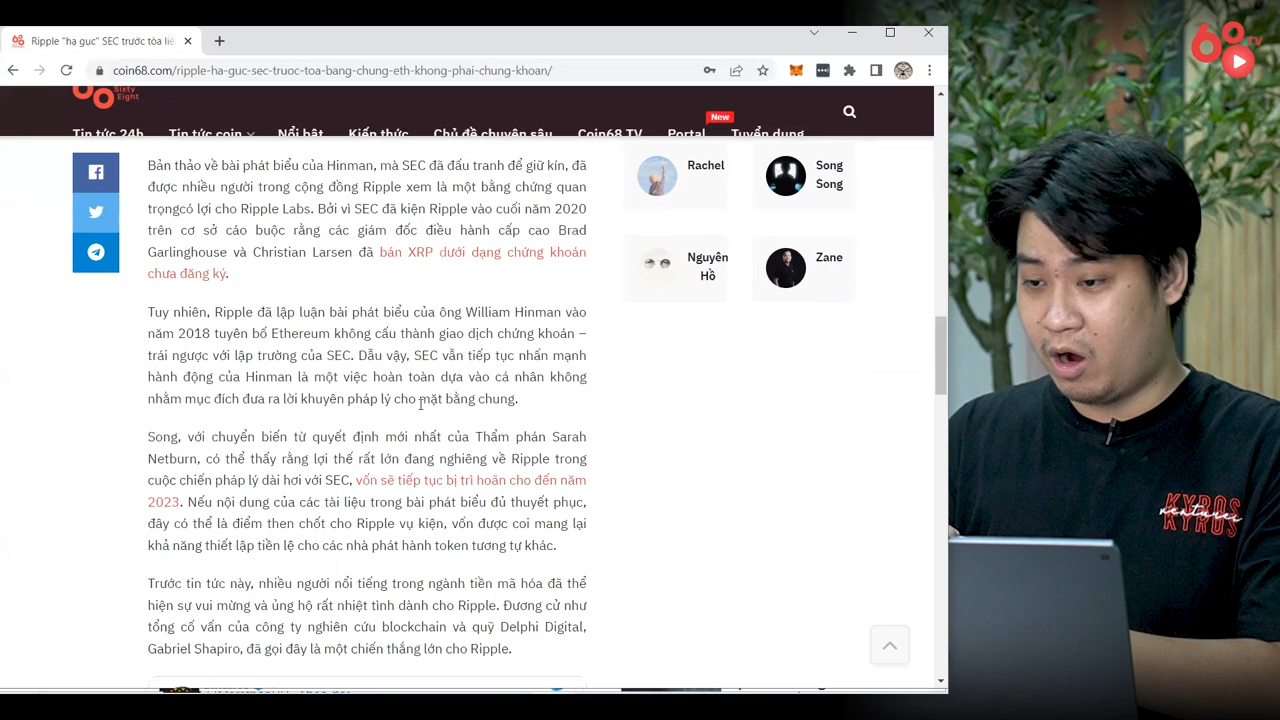 Ripple "hạ gục" SEC trước tòa liê
coin68.com/ripple-ha-guc-sec-truoc-toa-bang-chung-eth-khong-phai-chung-khoan/
68 TV
Sixty
Eight
New
Tin tức 24h Tin tức coin Nổi bật Kiến thức Chủ đề chuyên sâu Coin68 TV Portal Tuyển dụng
Bản thảo về bài phát biểu của Hinman, mà SEC đã đấu tranh để giữ kín, đã
được nhiều người trong cộng đồng Ripple xem là một bằng chứng quan
trọngcó lợi cho Ripple Labs. Bởi vì SEC đã kiện Ripple vào cuối năm 2020
trên cơ sở cáo buộc rằng các giám đốc điều hành cấp cao Brad
Garlinghouse và Christian Larsen đã bán XRP dưới dạng chứng khoán
chưa đăng ký.
Tuy nhiên, Ripple đã lập luận bài phát biểu của ông William Hinman vào
năm 2018 tuyên bố Ethereum không cấu thành giao dịch chứng khoán –
trái ngược với lập trường của SEC. Dẫu vậy, SEC vẫn tiếp tục nhấn mạnh
hành động của Hinman là một việc hoàn toàn dựa vào cá nhân không
nhằm mục đích đưa ra lời khuyên pháp lý cho mặt bằng chung.
Song, với chuyển biến từ quyết định mới nhất của Thẩm phán Sarah
Netburn, có thể thấy rằng lợi thế rất lớn đang nghiêng về Ripple trong
cuộc chiến pháp lý dài hơi với SEC, vốn sẽ tiếp tục bị trì hoãn cho đến năm
2023. Nếu nội dung của các tài liệu trong bài phát biểu đủ thuyết phục,
đây có thể là điểm then chốt cho Ripple vụ kiện, vốn được coi mang lại
khả năng thiết lập tiền lệ cho các nhà phát hành token tương tự khác.
Trước tin tức này, nhiều người nổi tiếng trong ngành tiền mã hóa đã thể
hiện sự vui mừng và ủng hộ rất nhiệt tình dành cho Ripple. Đương cử như
tổng cố vấn của công ty nghiên cứu blockchain và quỹ Delphi Digital,
Gabriel Shapiro, đã gọi đây là một chiến thắng lớn cho Ripple.
Rachel
Song
Song
Nguyên
Hồ
Zane
KYROS
ventures
KYROS